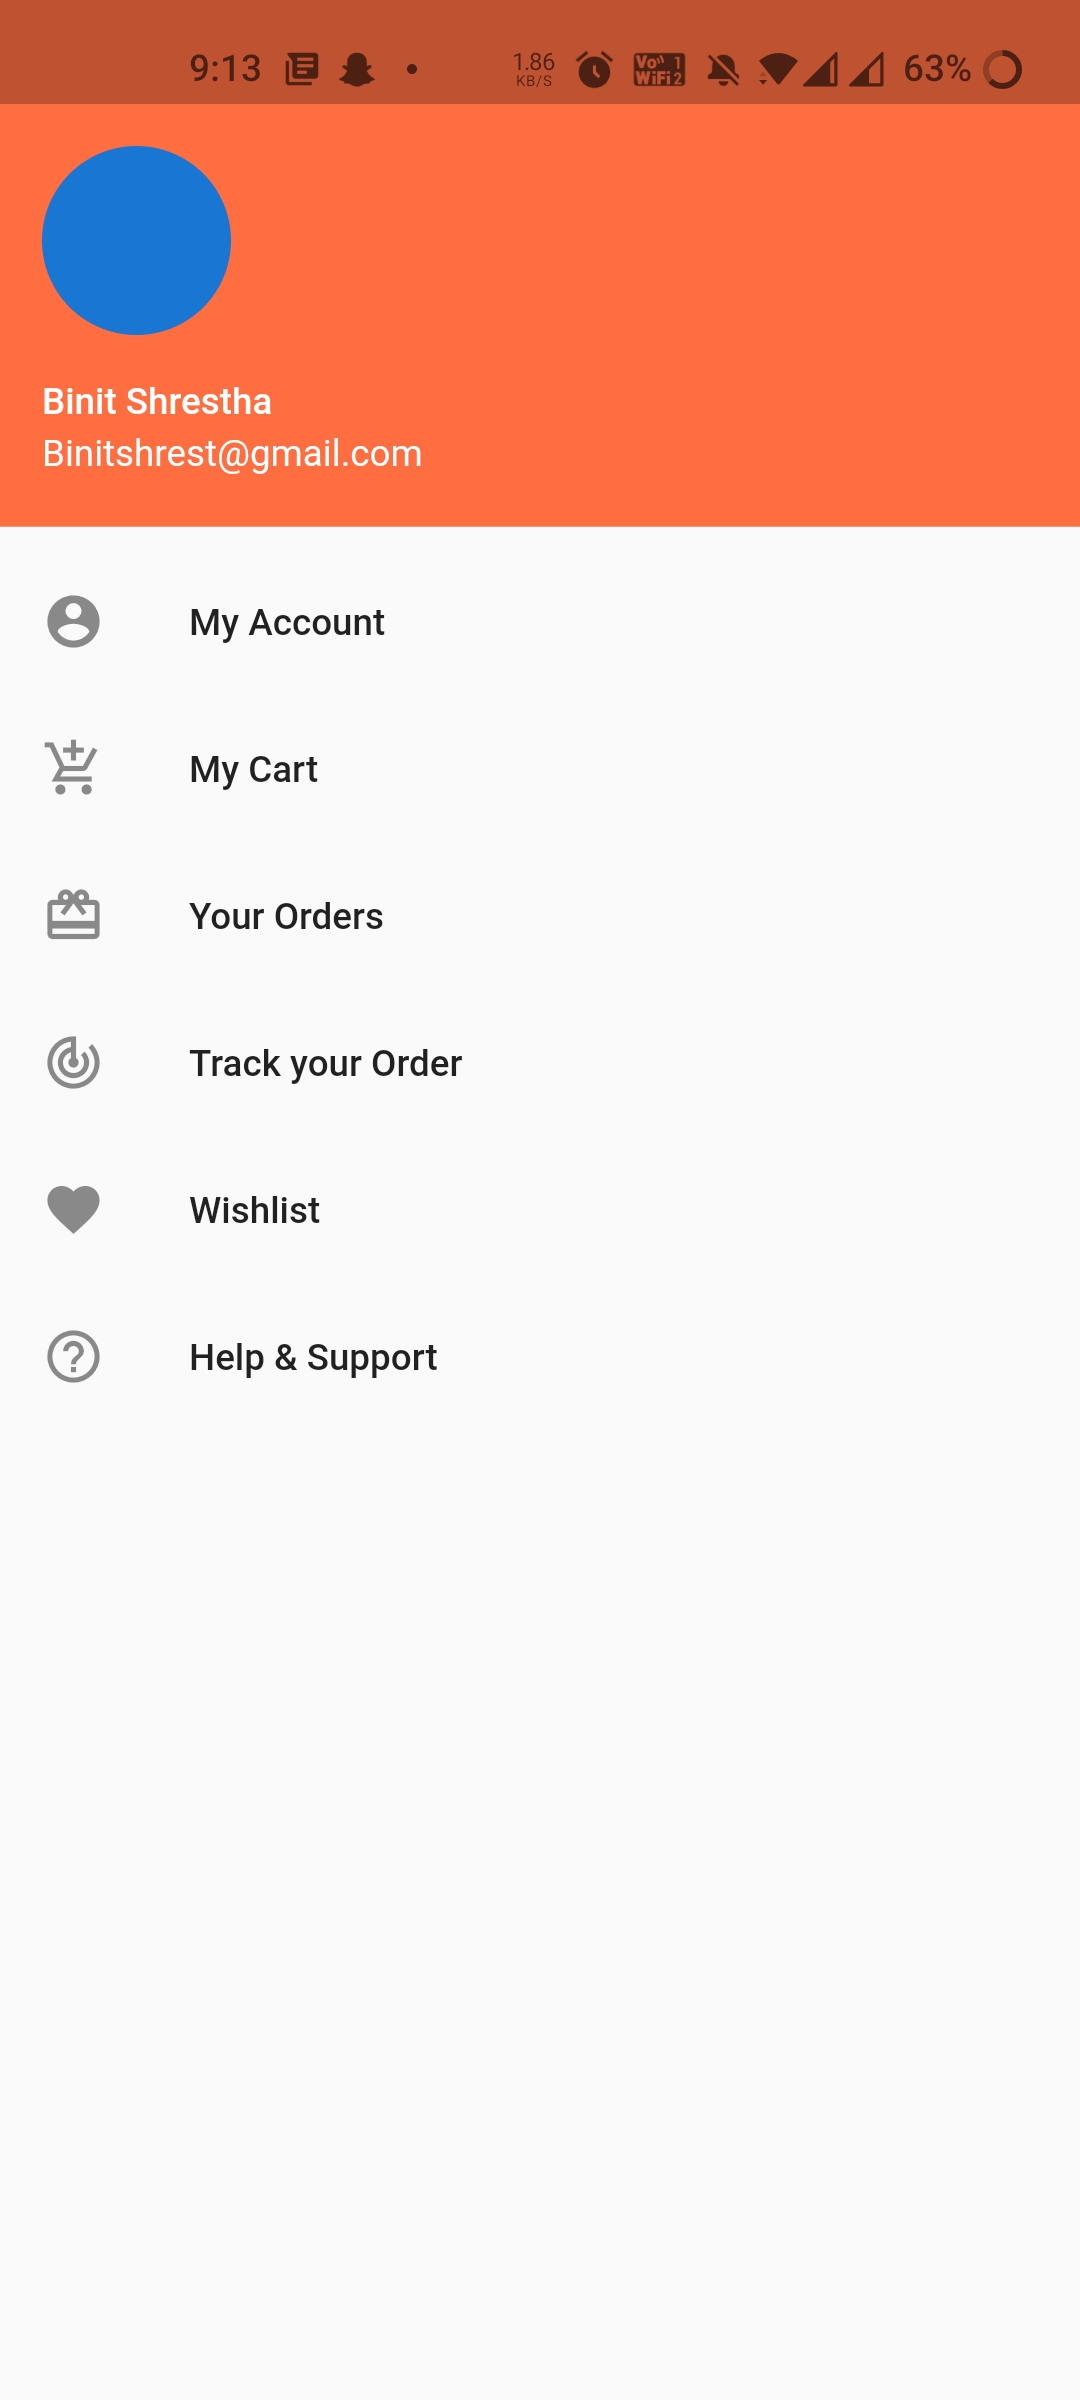 9:13 1.86 KB/S Vo 1 WiFi 2 63%
Binit Shrestha
Binitshrest@gmail.com
My Account
My Cart
Your Orders
Track your Order
Wishlist
Help & Support